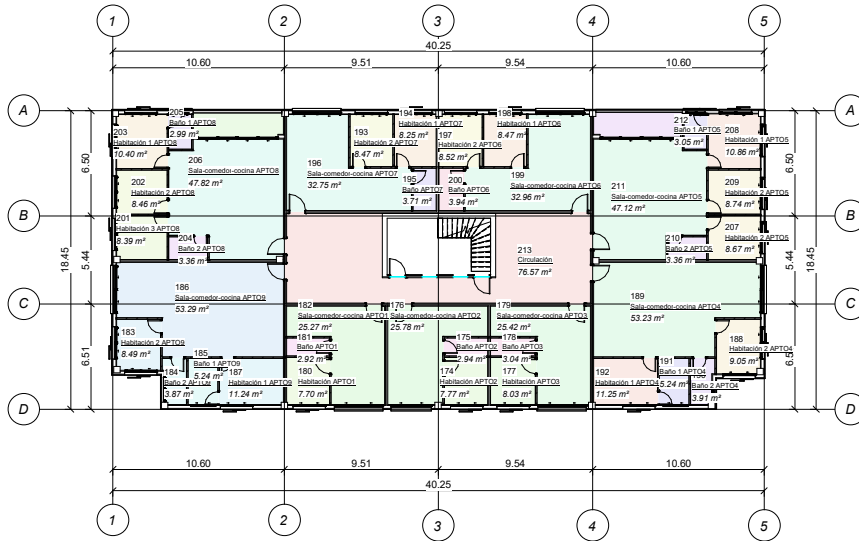 1 2 3 4 5
40.25
10.60 9.51 9.54 10.60
A A
B B
C C
D D
6.50
5.44
6.51
18.45
6.50
5.44
18.45
205
Baño 1 APTO8
2.99 m²
203
Habitación 1 APTO8
10.40 m²
206
Sala-comedor-cocina APTO8
47.82 m²
202
Habitación 2 APTO8
8.46 m²
201
Habitación 3 APTO8
8.39 m²
204
Baño 2 APTO8
3.36 m²
194
Habitación 1 APTO7
8.25 m²
193
Habitación 2 APTO7
8.47 m²
196
Sala-comedor-cocina APTO7
32.75 m²
195
Baño APTO7
3.71 m²
198
Habitación 1 APTO6
8.47 m²
197
Habitación 2 APTO6
8.52 m²
200
Baño APTO6
3.94 m²
199
Sala-comedor-cocina APTO6
32.96 m²
212
Baño 1 APTO5
3.05 m²
208
Habitación 1 APTO5
10.86 m²
211
Sala-comedor-cocina APTO5
47.12 m²
209
Habitación 2 APTO5
8.74 m²
207
8.67 m²
210
Baño 2 APTO5
3.36 m²
213
Circulación
76.57 m²
186
Sala-comedor-cocina APTO9
53.29 m²
183
Habitación 2 APTO9
8.49 m²
184
Baño 2
3.87 m²
185
Baño 1 APTO9
5.24 m²
187
Habitación 1 APTO9
11.24 m²
182
Sala-comedor-cocina APTO1
25.27 m²
181
Baño APTO1
2.92 m²
180
Habitación APTO1
7.70 m²
176
Sala-comedor-cocina APTO2
25.78 m²
175
Baño APTO2
2.94 m²
174
Habitación APTO2
7.77 m²
179
Sala-comedor-cocina APTO3
25.42 m²
178
Baño APTO3
3.04 m²
177
Habitación APTO3
8.03 m²
189
Sala-comedor-cocina APTO4
53.23 m²
188
Habitación 2 APTO4
9.05 m²
192
Habitación 1 APTO4
11.25 m²
191
Baño 1 APTO4
5.24 m²
Baño 2 APTO4
3.91 m²
10.60 9.51 9.54 10.60
40.25
1 2 3 4 5